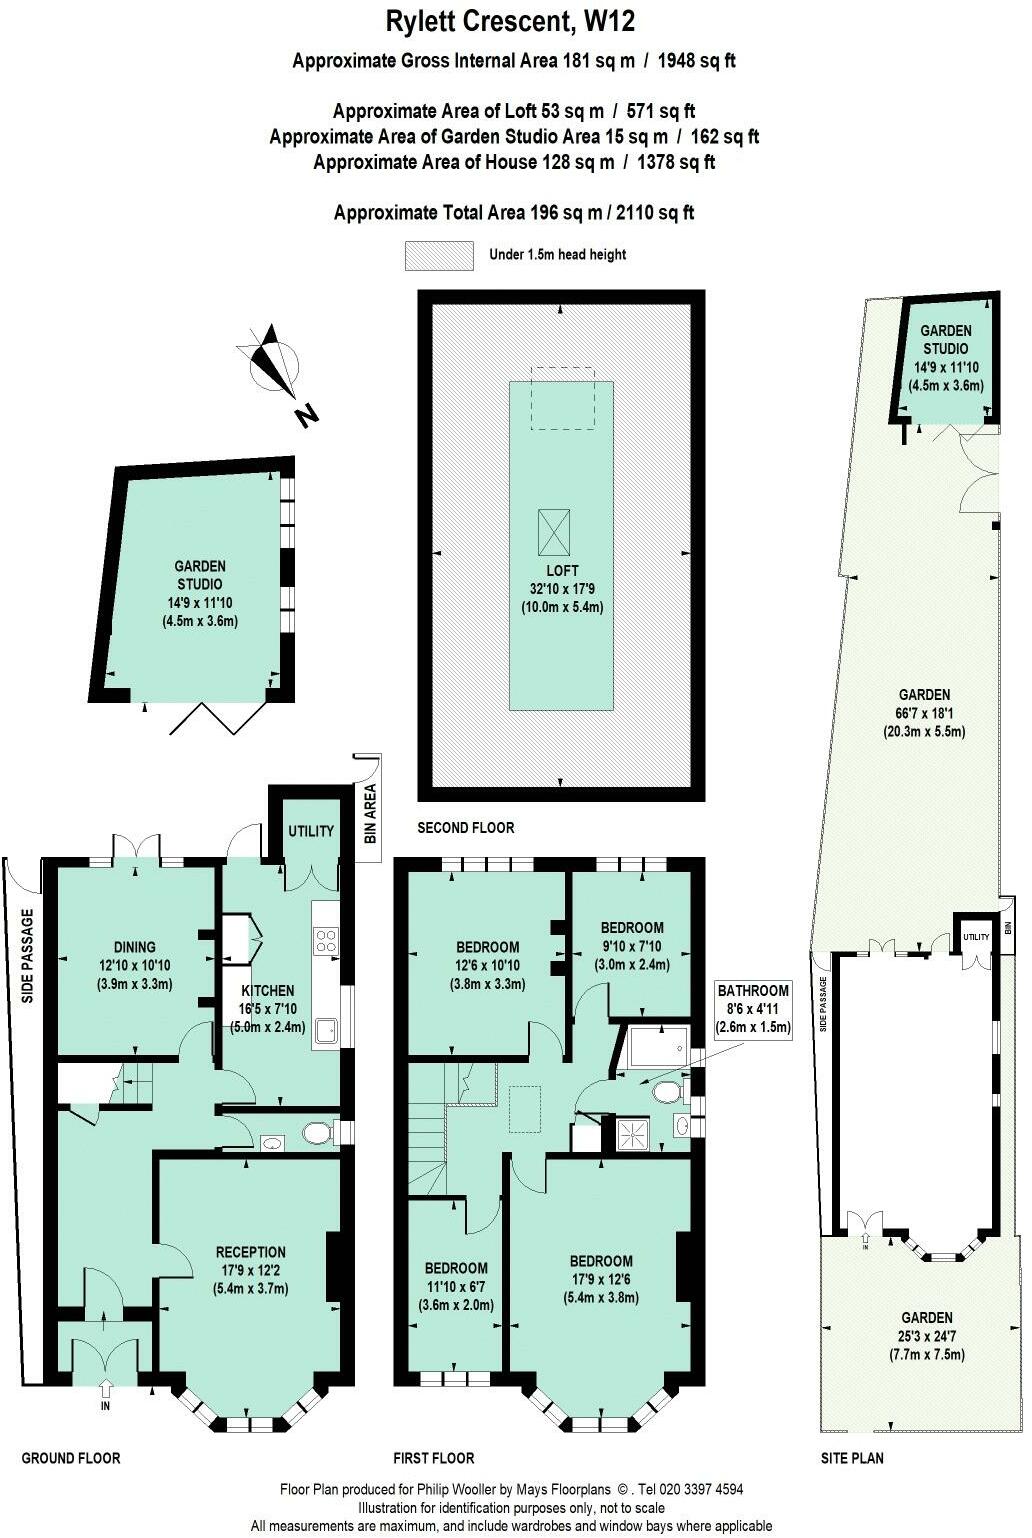 Rylett Crescent, W12
Approximate Gross Internal Area 181 sq m / 1948 sq ft
Approximate Area of Loft 53 sq m / 571 sq ft
Approximate Area of Garden Studio Area 15 sq m / 162 sq ft
Approximate Area of House 128 sq m / 1378 sq ft
Approximate Total Area 196 sq m / 2110 sq ft
Under 1.5m head height
N
GARDEN
STUDIO
14'9 x 11'10
(4.5m x 3.6m)
LOFT
32'10 x 17'9
(10.0m x 5.4m)
SECOND FLOOR
GARDEN
STUDIO
14'9 x 11'10
(4.5m x 3.6m)
GARDEN
66'7 x 18'1
(20.3m x 5.5m)
UTILITY
BIN
SIDE PASSAGE
IN
GARDEN
25'3 x 24'7
(7.7m x 7.5m)
SITE PLAN
BIN AREA
UTILITY
SIDE PASSAGE
DINING
12'10 x 10'10
(3.9m x 3.3m)
KITCHEN
16'5 x 7'10
(5.0m x 2.4m)
RECEPTION
17'9 x 12'2
(5.4m x 3.7m)
IN
GROUND FLOOR
BEDROOM
12'6 x 10'10
(3.8m x 3.3m)
BEDROOM
9'10 x 7'10
(3.0m x 2.4m)
BATHROOM
8'6 x 4'11
(2.6m x 1.5m)
BEDROOM
11'10 x 6'7
(3.6m x 2.0m)
BEDROOM
17'9 x 12'6
(5.4m x 3.8m)
FIRST FLOOR
Floor Plan produced for Philip Wooller by Mays Floorplans © . Tel 020 3397 4594
Illustration for identification purposes only, not to scale
All measurements are maximum, and include wardrobes and window bays where applicable